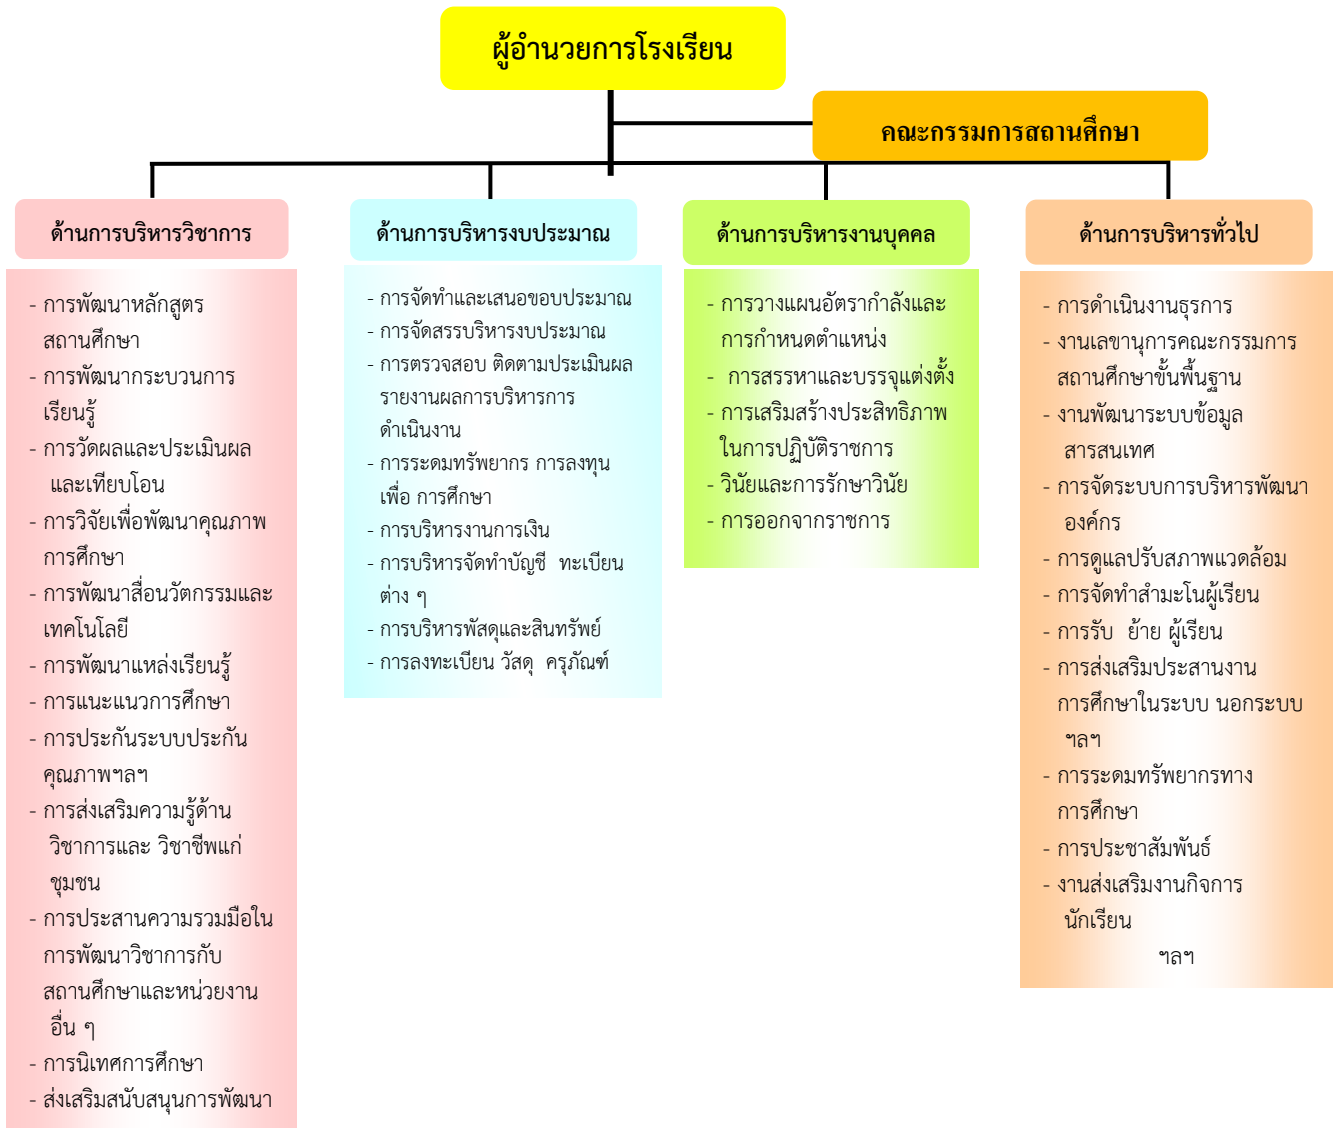 ผู้อำนวยการโรงเรียน
คณะกรรมการสถานศึกษา
ด้านการบริหารวิชาการ
- การพัฒนาหลักสูตร
สถานศึกษา
- การพัฒนากระบวนการ
เรียนรู้
- การวัดผลและประเมินผล
และเทียบโอน
- การวิจัยเพื่อพัฒนาคุณภาพ
การศึกษา
- การพัฒนาสื่อนวัตกรรมและ
เทคโนโลยี
- การพัฒนาแหล่งเรียนรู้
- การแนะแนวการศึกษา
- การประกันระบบประกัน
คุณภาพฯลฯ
- การส่งเสริมความรู้ด้าน
วิชาการและ วิชาชีพแก่
ชุมชน
- การประสานความรวมมือใน
การพัฒนาวิชาการกับ
สถานศึกษาและหน่วยงาน
อื่น ๆ
- การนิเทศการศึกษา
- ส่งเสริมสนับสนุนการพัฒนา
ด้านการบริหารงบประมาณ
- การจัดทำและเสนอขอบประมาณ
- การจัดสรรบริหารงบประมาณ
- การตรวจสอบ ติดตามประเมินผล
รายงานผลการบริหารการ
ดำเนินงาน
- การระดมทรัพยากร การลงทุน
เพื่อ การศึกษา
- การบริหารงานการเงิน
- การบริหารจัดทำบัญชี ทะเบียน
ต่าง ๆ
- การบริหารพัสดุและสินทรัพย์
- การลงทะเบียน วัสดุ ครุภัณฑ์
ด้านการบริหารงานบุคคล
- การวางแผนอัตรากำลังและ
การกำหนดตำแหน่ง
- การสรรหาและบรรจุแต่งตั้ง
- การเสริมสร้างประสิทธิภาพ
ในการปฏิบัติราชการ
- วินัยและการรักษาวินัย
- การออกจากราชการ
ด้านการบริหารทั่วไป
- การดำเนินงานธุรการ
- งานเลขานุการคณะกรรมการ
สถานศึกษาขั้นพื้นฐาน
- งานพัฒนาระบบข้อมูล
สารสนเทศ
- การจัดระบบการบริหารพัฒนา
องค์กร
- การดูแลปรับสภาพแวดล้อม
- การจัดทำสำมะโนผู้เรียน
- การรับ ย้าย ผู้เรียน
- การส่งเสริมประสานงาน
การศึกษาในระบบ นอกระบบ
ฯลฯ
- การระดมทรัพยากรทาง
การศึกษา
- การประชาสัมพันธ์
- งานส่งเสริมงานกิจการ
นักเรียน
ฯลฯ